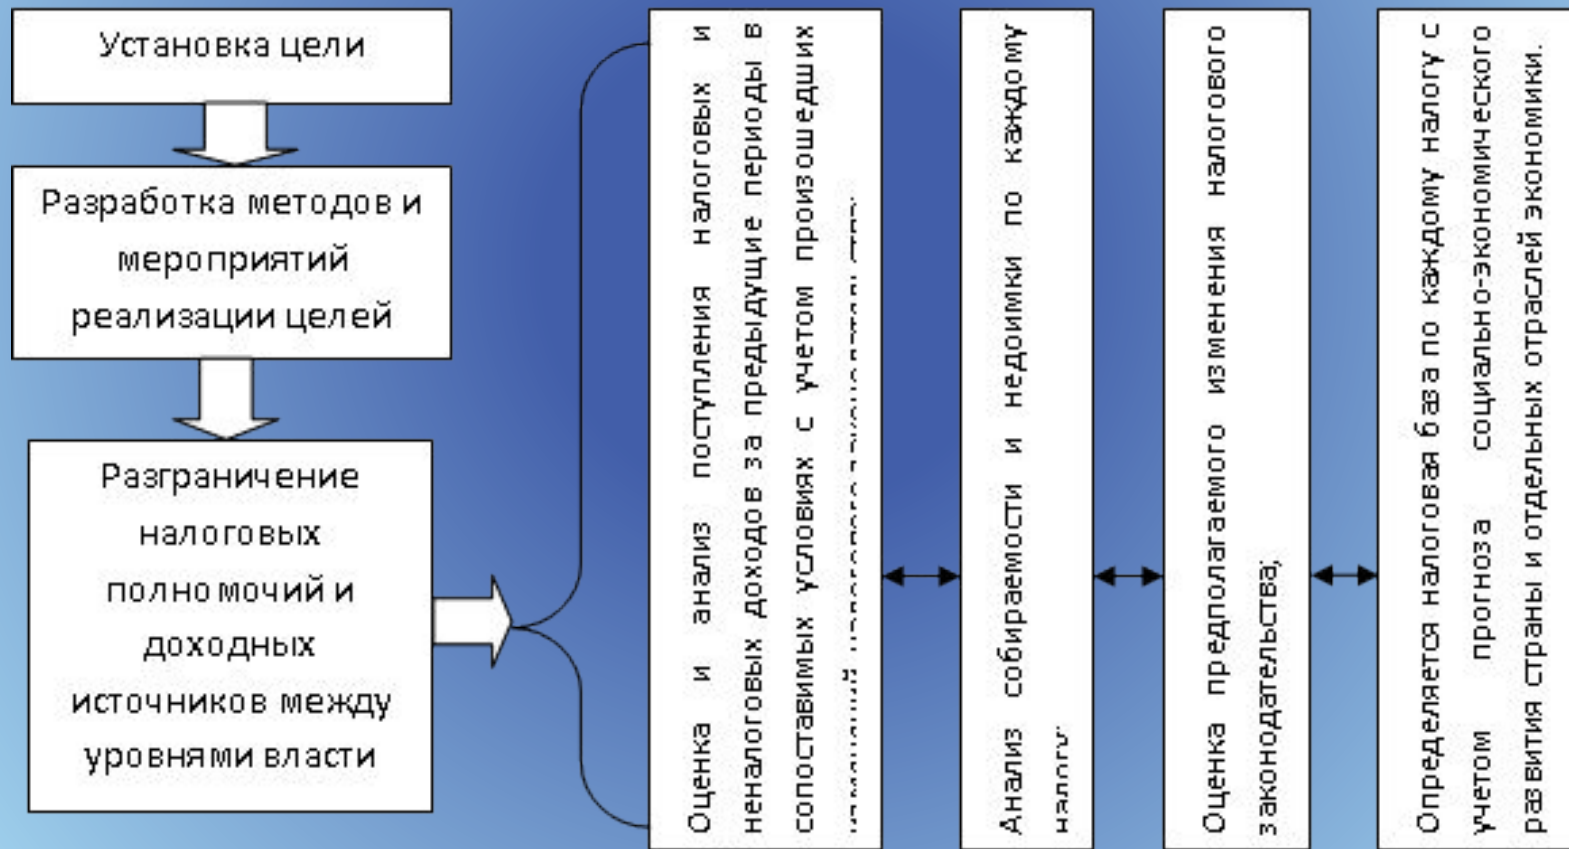 Установка цели
Разработка методов и
мероприятий
реализации целей
Разграничение
налоговых
полномочий и
доходных
источников между
уровнями власти
Оценка и анализ поступления налоговых и
неналоговых доходов за предыдущие периоды в
сопоставимых условиях с учетом произошедших
Анализ собираемости и недоимки по каждому
налогу;
Оценка предполагаемого изменения налогового
законодательства;
Определяется налоговая база по каждому налогу с
учетом прогноза социально-экономического
развития страны и отдельных отраслей экономики.